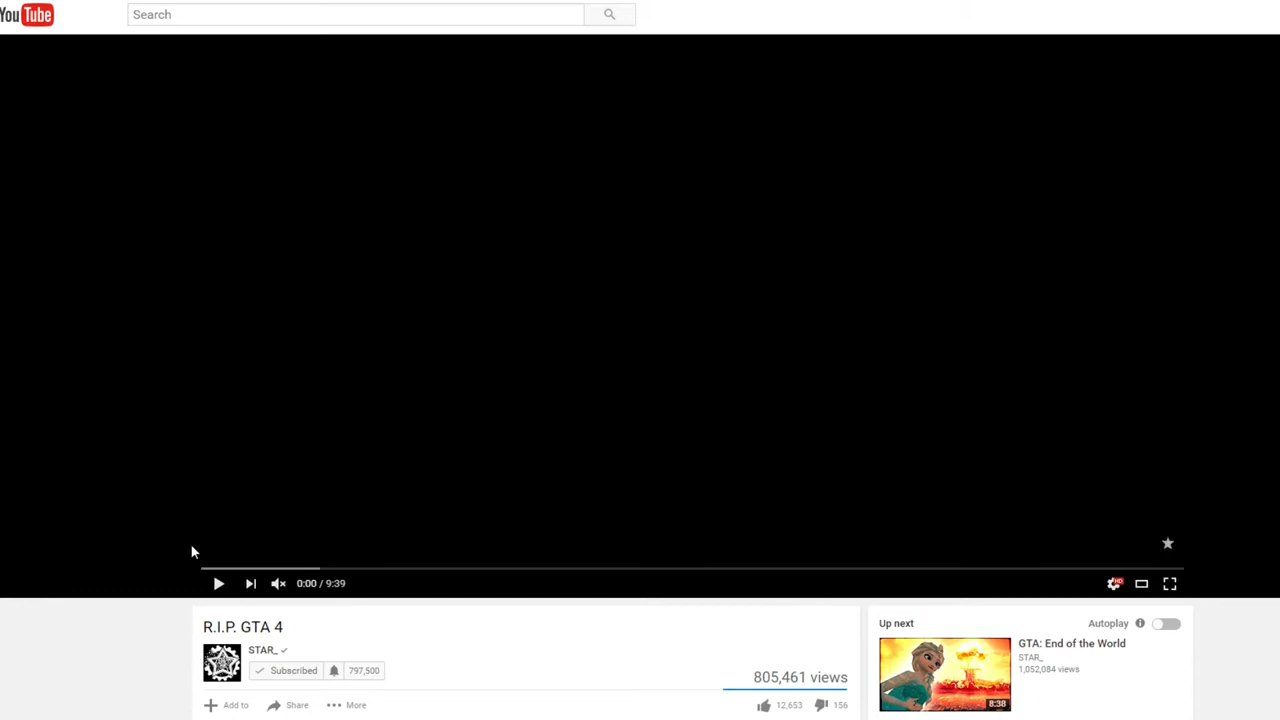 YouTube
Search
0:00 / 9:39
HD
R.I.P. GTA 4
STAR_
Subscribed 797,500
805,461 views
Add to Share More
12,653 156
Up next Autoplay
GTA: End of the World
STAR_
1,052,084 views
8:38